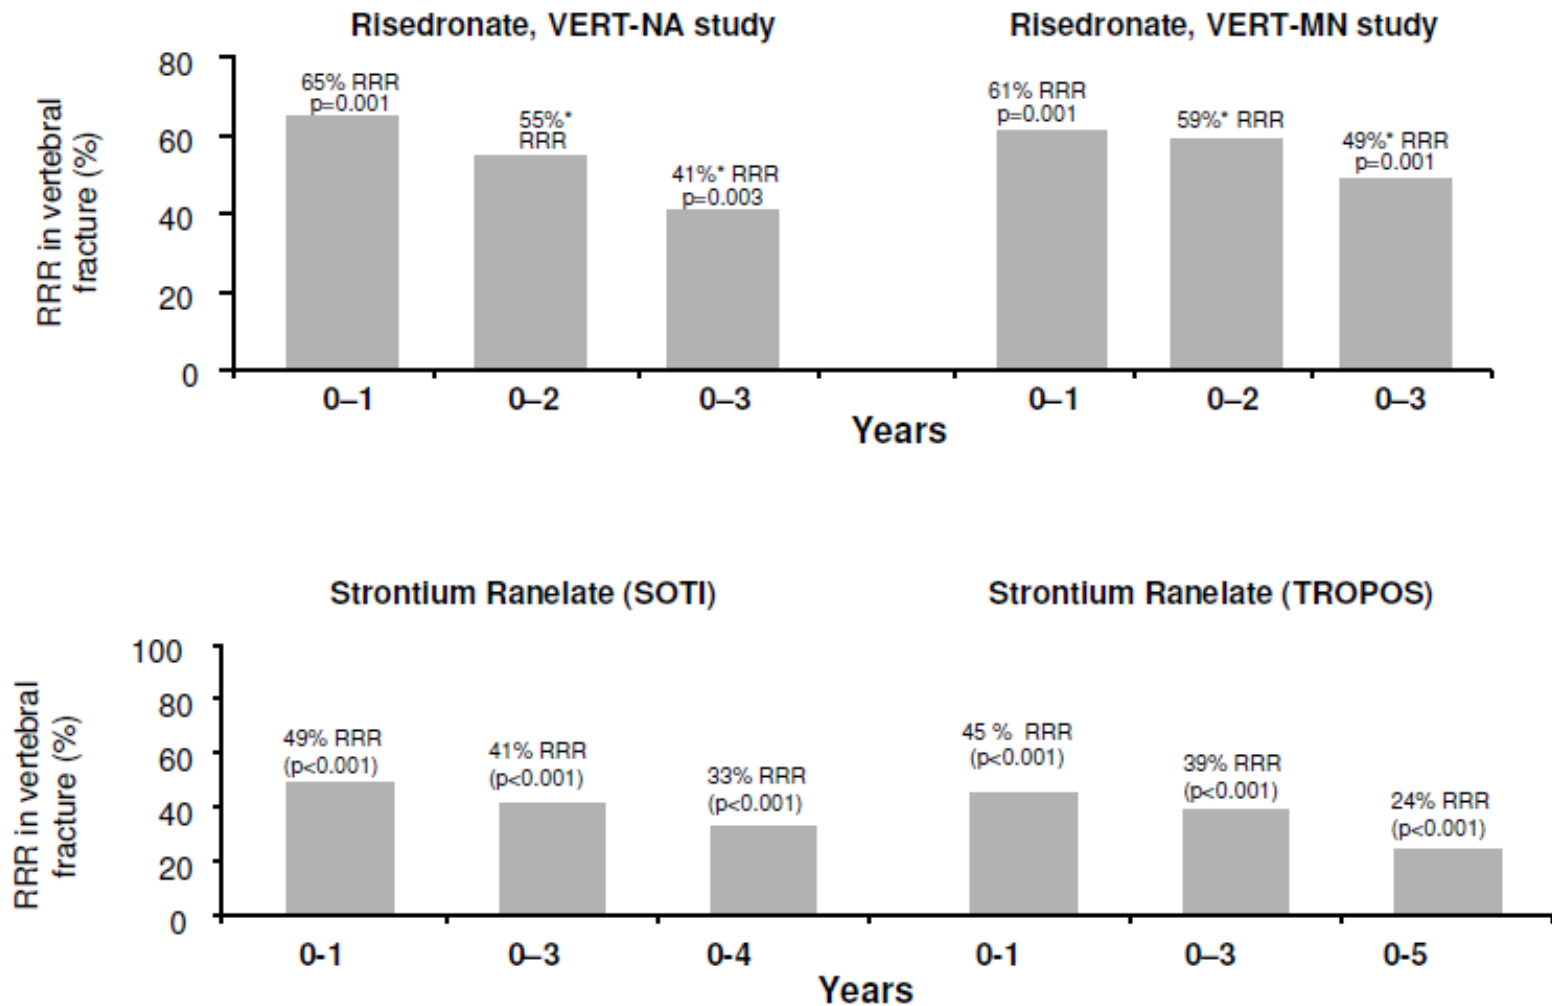 Risedronate, VERT-NA study
Risedronate, VERT-MN study
RRR in vertebral
fracture (%)
80
60
40
20
0
65% RRR
p=0.001
55%*
RRR
41%* RRR
p=0.003
61% RRR
p=0.001
59%* RRR
49%* RRR
p=0.001
0–1
0–2
0–3
0–1
0–2
0–3
Years
Strontium Ranelate (SOTI)
Strontium Ranelate (TROPOS)
RRR in vertebral
fracture (%)
100
80
60
40
20
0
49% RRR
(p<0.001)
41% RRR
(p<0.001)
33% RRR
(p<0.001)
45 % RRR
(p<0.001)
39% RRR
(p<0.001)
24% RRR
(p<0.001)
0-1
0–3
0-4
0-1
0–3
0-5
Years